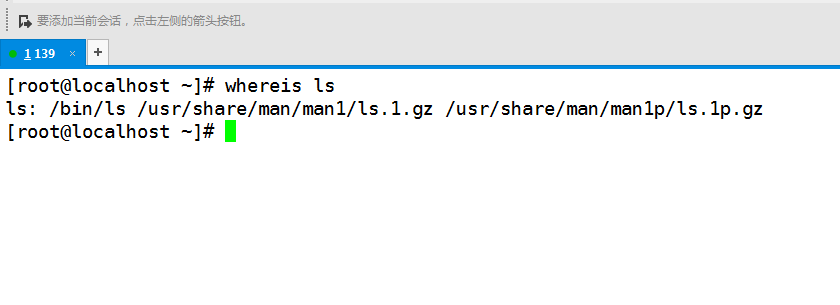 要添加当前会话，点击左侧的箭头按钮。
1 139 × +
[root@localhost ~]# whereis ls
ls: /bin/ls /usr/share/man/man1/ls.1.gz /usr/share/man/man1p/ls.1p.gz
[root@localhost ~]#